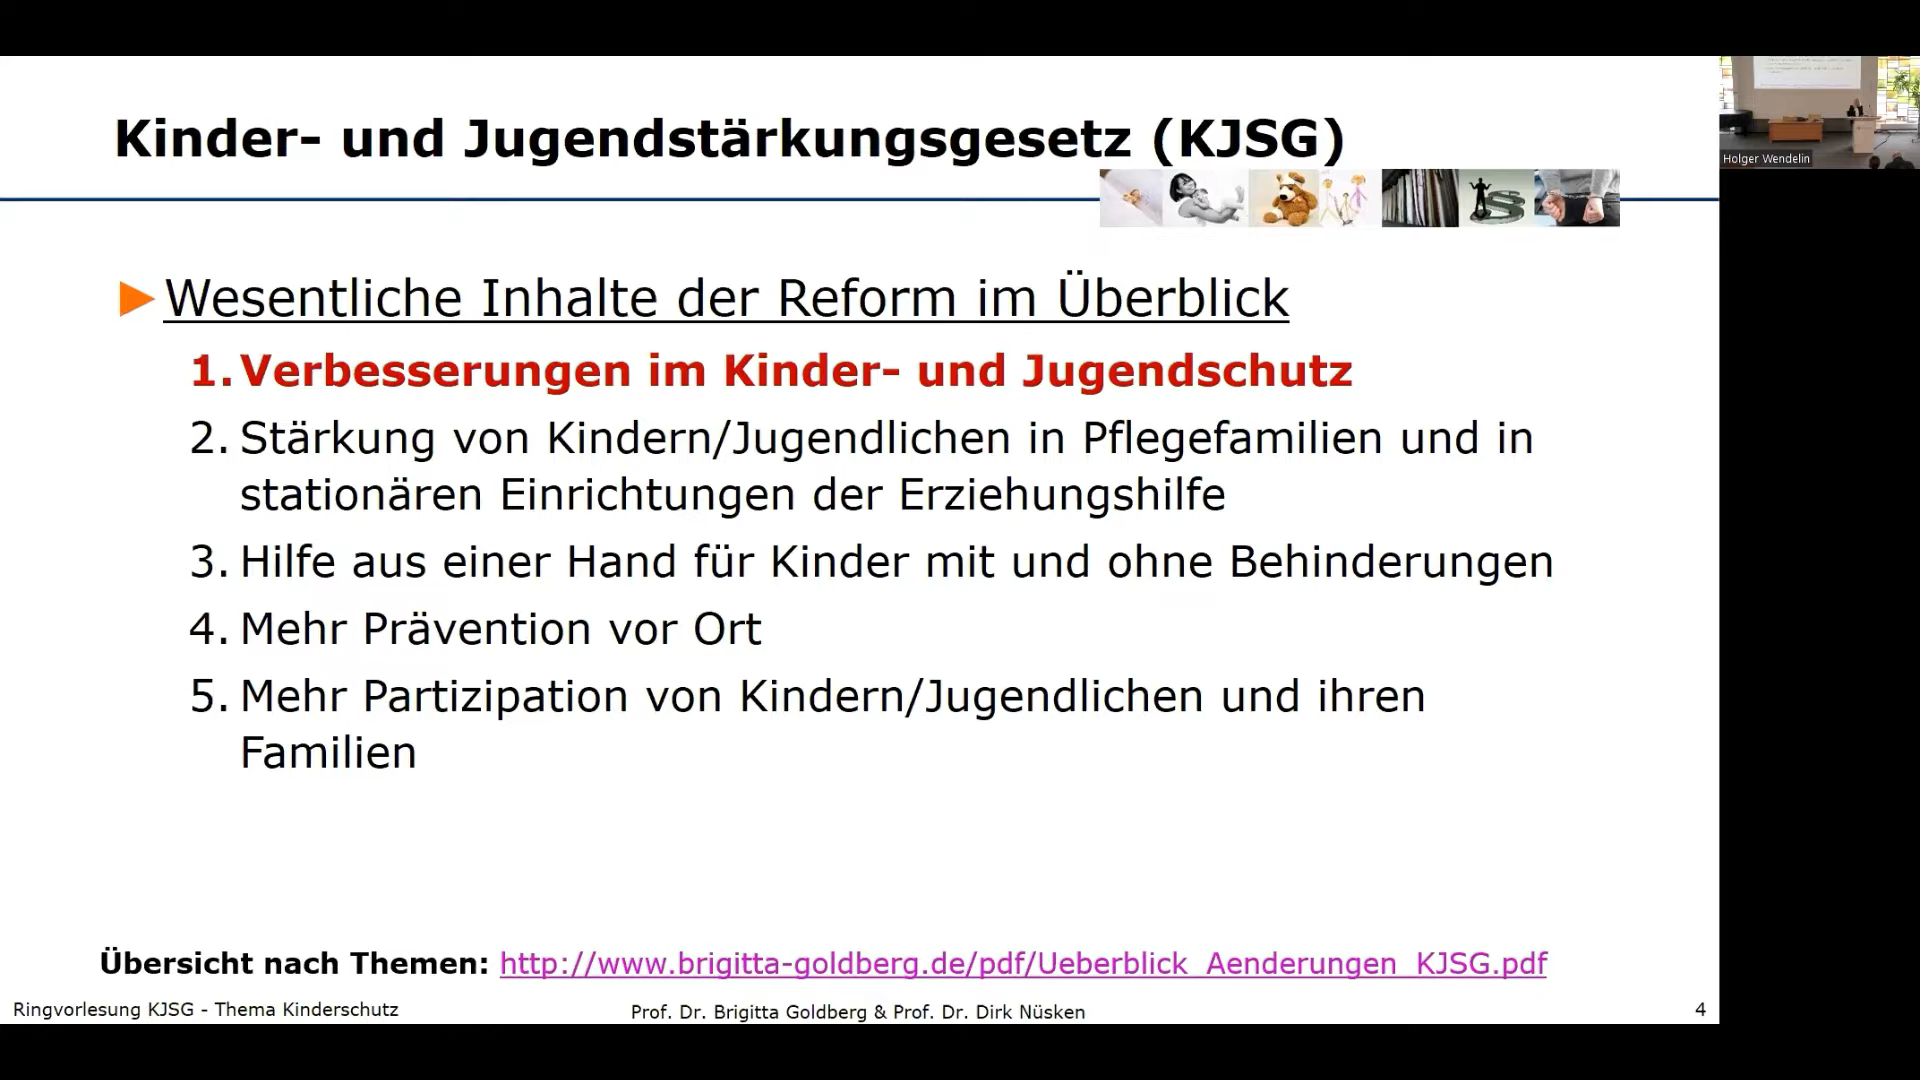 Kinder- und Jugendstärkungsgesetz (KJSG)
Holger Wendelin
Wesentliche Inhalte der Reform im Überblick
1. Verbesserungen im Kinder- und Jugendschutz
2. Stärkung von Kindern/Jugendlichen in Pflegefamilien und in
stationären Einrichtungen der Erziehungshilfe
3. Hilfe aus einer Hand für Kinder mit und ohne Behinderungen
4. Mehr Prävention vor Ort
5. Mehr Partizipation von Kindern/Jugendlichen und ihren
Familien
Übersicht nach Themen: http://www.brigitta-goldberg.de/pdf/Ueberblick_Aenderungen_KJSG.pdf
Ringvorlesung KJSG - Thema Kinderschutz
Prof. Dr. Brigitta Goldberg & Prof. Dr. Dirk Nüsken
4